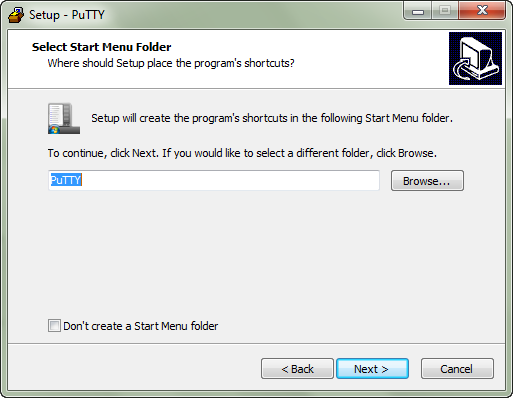 Setup - PuTTY
Select Start Menu Folder
Where should Setup place the program's shortcuts?
Setup will create the program's shortcuts in the following Start Menu folder.
To continue, click Next. If you would like to select a different folder, click Browse.
PuTTY
Browse...
Don't create a Start Menu folder
< Back
Next >
Cancel